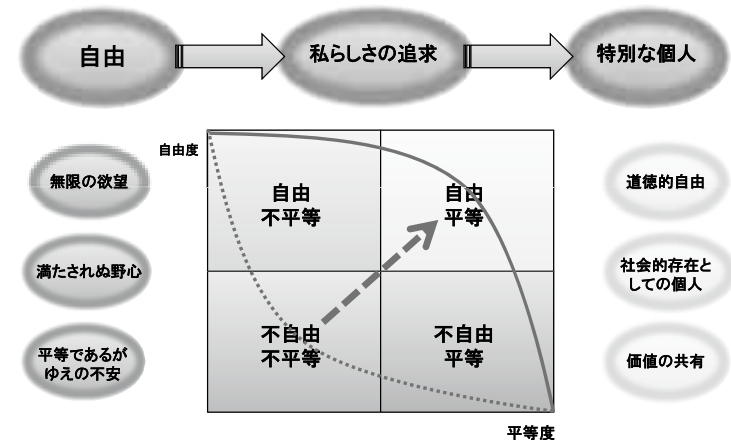 自由
私らしさの追求
特別な個人
自由度
無限の欲望
満たされぬ野心
平等であるが
ゆえの不安
自由
不平等
自由
平等
不自由
不平等
不自由
平等
道徳的自由
社会的存在と
しての個人
価値の共有
平等度